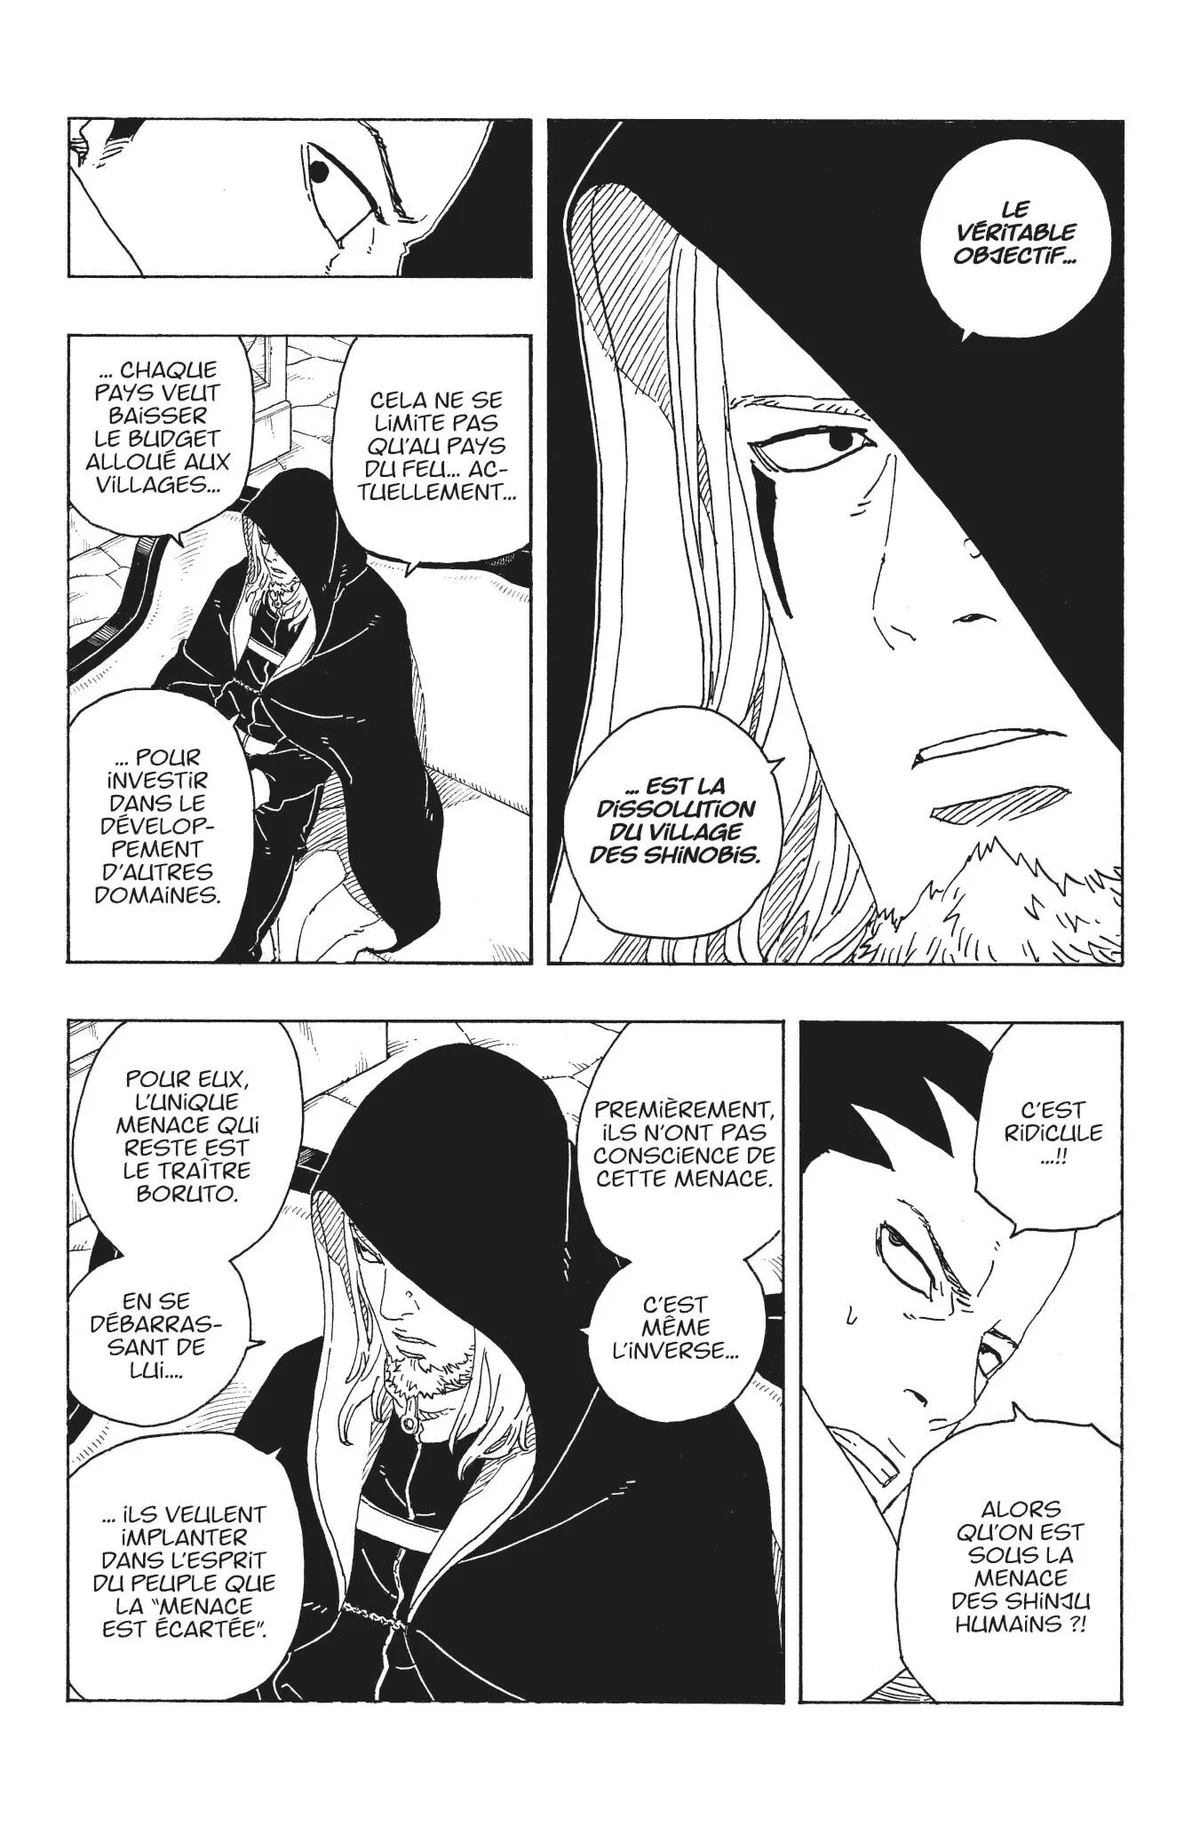 LE
VÉRITABLE
OBJECTIF...
... EST LA
DISSOLUTION
DU VILLAGE
DES SHINOBIS.
CELA NE SE
LIMITE PAS
QU'AU PAYS
DU FEU... AC-
TUELLEMENT...
... CHAQUE
PAYS VEUT
BAISSER
LE BUDGET
ALLOUÉ AUX
VILLAGES...
... POUR
INVESTIR
DANS LE
DÉVELOP-
PEMENT
D'AUTRES
DOMAINES.
C'EST
RIDICULE
...!!
ALORS
QU'ON EST
SOUS LA
MENACE
DES SHINJU
HUMAINS ?!
PREMIÈREMENT,
ILS N'ONT PAS
CONSCIENCE DE
CETTE MENACE.
C'EST
MÊME
L'INVERSE...
POUR EUX,
L'UNIQUE
MENACE QUI
RESTE EST
LE TRAÎTRE
BORUTO.
EN SE
DÉBARRAS-
SANT DE
LUI....
... ILS VEULENT
IMPLANTER
DANS L'ESPRIT
DU PEUPLE QUE
LA "MENACE
EST ÉCARTÉE".